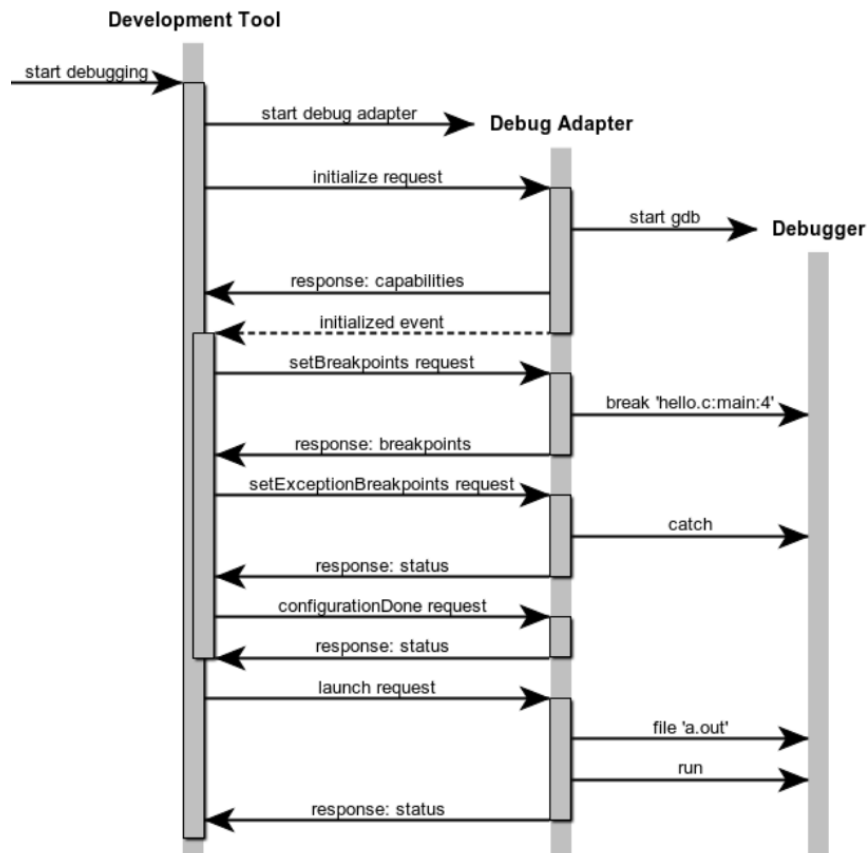 Development Tool
start debugging
start debug adapter
Debug Adapter
initialize request
start gdb
Debugger
response: capabilities
initialized event
setBreakpoints request
break 'hello.c:main:4'
response: breakpoints
setExceptionBreakpoints request
catch
response: status
configurationDone request
response: status
launch request
file 'a.out'
run
response: status